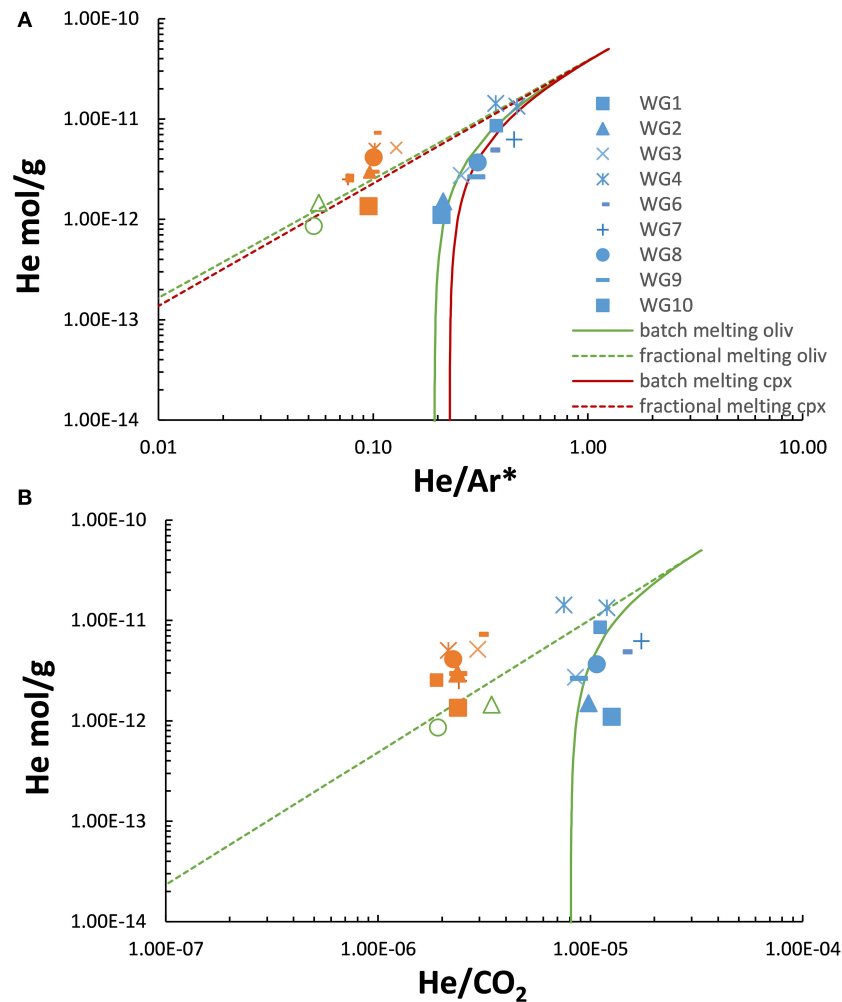 A
1.00E-10
1.00E-11
1.00E-12
1.00E-13
1.00E-14
He mol/g
0.01
0.10
1.00
10.00
He/Ar*
WG1
WG2
WG3
WG4
WG6
WG7
WG8
WG9
WG10
batch melting oliv
fractional melting oliv
batch melting cpx
fractional melting cpx
B
1.00E-10
1.00E-11
1.00E-12
1.00E-13
1.00E-14
He mol/g
1.00E-07
1.00E-06
1.00E-05
1.00E-04
He/CO₂